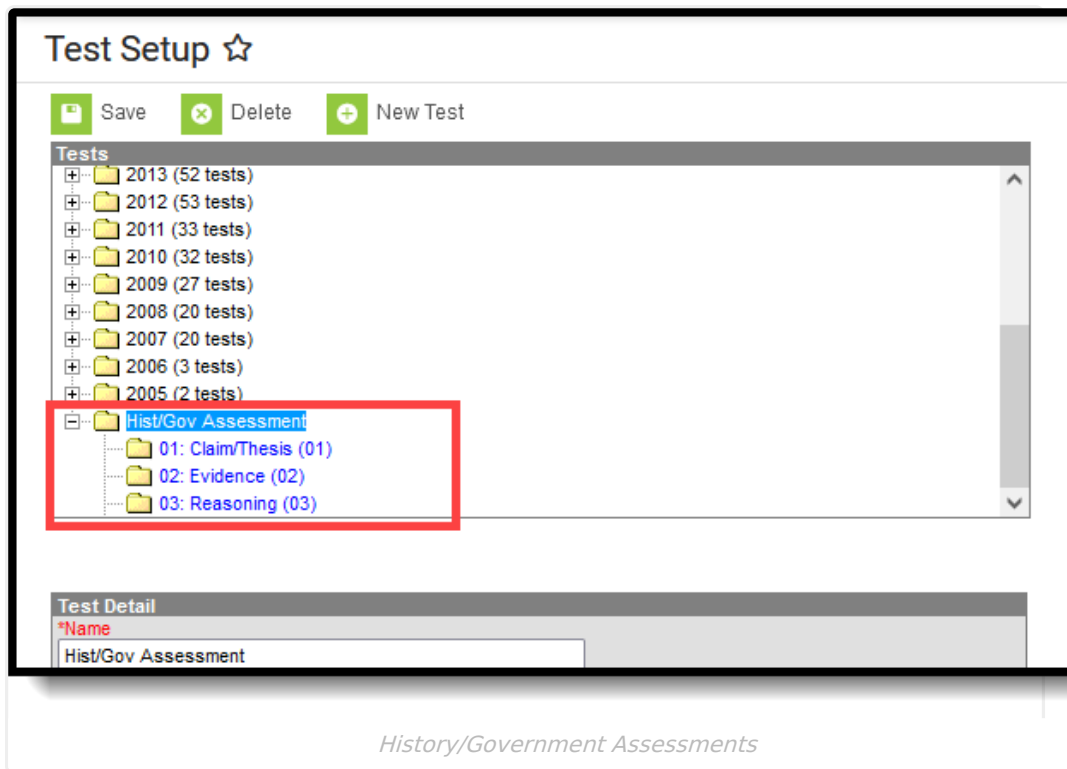 Test Setup
Save Delete New Test
Tests
2013 (52 tests)
2012 (53 tests)
2011 (33 tests)
2010 (32 tests)
2009 (27 tests)
2008 (20 tests)
2007 (20 tests)
2006 (3 tests)
2005 (2 tests)
Hist/Gov Assessment
01: Claim/Thesis (01)
02: Evidence (02)
03: Reasoning (03)
Test Detail
*Name
Hist/Gov Assessment
History/Government Assessments